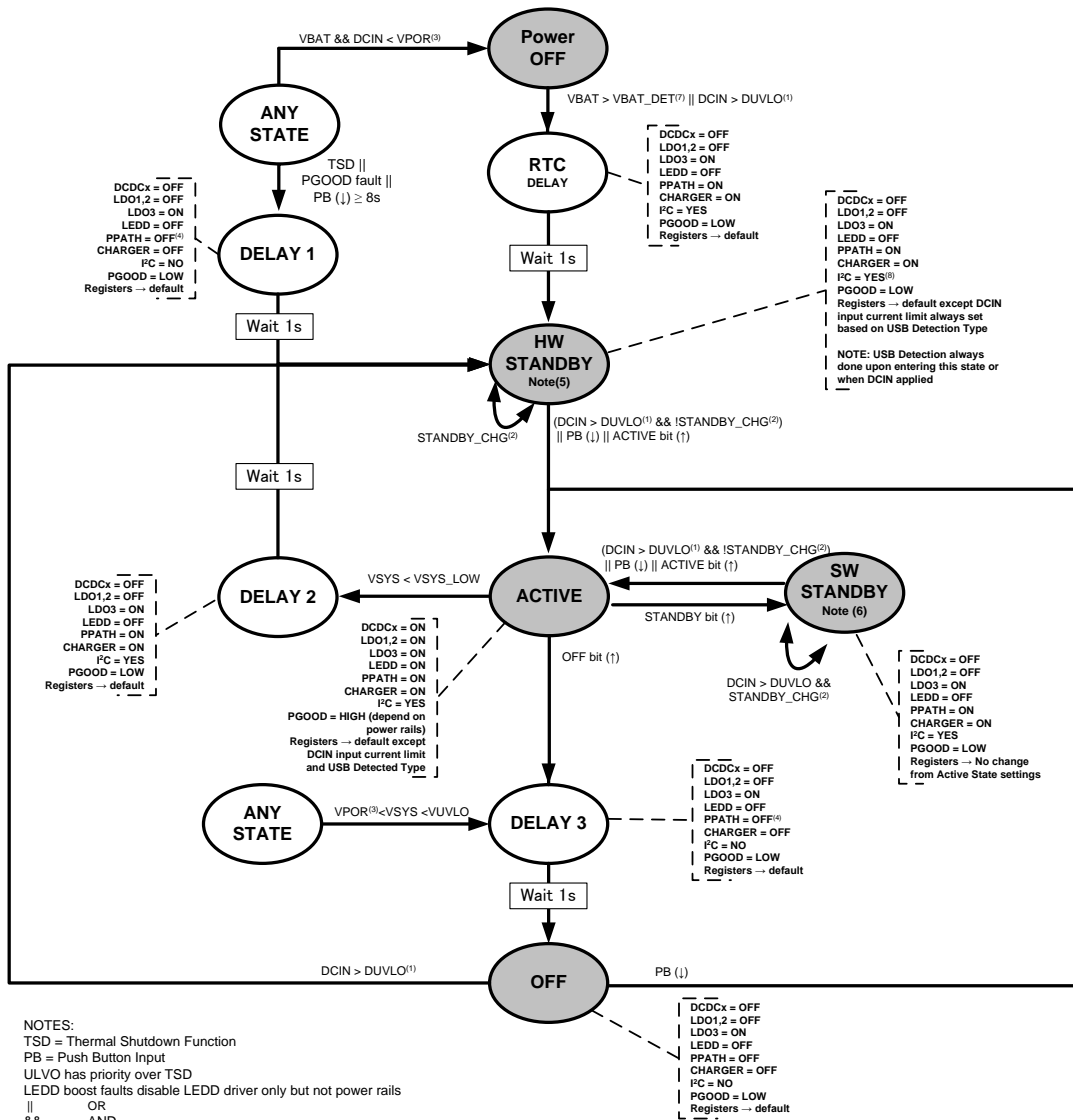 VBAT && DCIN < VPOR(3)
Power
OFF
VBAT > VBAT_DET(7) || DCIN > DUVLO(1)
ANY
STATE
TSD ||
PGOOD fault ||
PB (↓) ≥ 8s
RTC
DELAY
DCDCx = OFF
LDO1,2 = OFF
LDO3 = ON
LEDD = OFF
PPATH = ON
CHARGER = ON
I²C = YES
PGOOD = LOW
Registers → default
DCDCx = OFF
LDO1,2 = OFF
LDO3 = ON
LEDD = OFF
PPATH = OFF(4)
CHARGER = OFF
I²C = NO
PGOOD = LOW
Registers → default
DELAY 1
Wait 1s
Wait 1s
DCDCx = OFF
LDO1,2 = OFF
LDO3 = ON
LEDD = OFF
PPATH = ON
CHARGER = ON
I²C = YES(8)
PGOOD = LOW
Registers → default except DCIN
input current limit always set
based on USB Detection Type
NOTE: USB Detection always
done upon entering this state or
when DCIN applied
HW
STANDBY
Note(5)
STANDBY_CHG(2)
(DCIN > DUVLO(1) && !STANDBY_CHG(2))
|| PB (↓) || ACTIVE bit (↑)
Wait 1s
DCDCx = OFF
LDO1,2 = OFF
LDO3 = ON
LEDD = OFF
PPATH = ON
CHARGER = ON
I²C = YES
PGOOD = LOW
Registers → default
DELAY 2
VSYS < VSYS_LOW
ACTIVE
(DCIN > DUVLO(1) && !STANDBY_CHG(2))
|| PB (↓) || ACTIVE bit (↑)
STANDBY bit (↑)
SW
STANDBY
Note (6)
DCDCx = ON
LDO1,2 = ON
LDO3 = ON
LEDD = ON
PPATH = ON
CHARGER = ON
I²C = YES
PGOOD = HIGH (depend on
power rails)
Registers → default except
DCIN input current limit
and USB Detected Type
OFF bit (↑)
DCIN > DUVLO &&
STANDBY_CHG(2)
DCDCx = OFF
LDO1,2 = OFF
LDO3 = ON
LEDD = OFF
PPATH = ON
CHARGER = ON
I²C = YES
PGOOD = LOW
Registers → No change
from Active State settings
ANY
STATE
VPOR(3)<VSYS <VUVLO
DELAY 3
DCDCx = OFF
LDO1,2 = OFF
LDO3 = ON
LEDD = OFF
PPATH = OFF(4)
CHARGER = OFF
I²C = NO
PGOOD = LOW
Registers → default
Wait 1s
DCIN > DUVLO(1)
OFF
PB (↓)
DCDCx = OFF
LDO1,2 = OFF
LDO3 = ON
LEDD = OFF
PPATH = OFF
CHARGER = OFF
I²C = NO
PGOOD = LOW
Registers → default
NOTES:
TSD = Thermal Shutdown Function
PB = Push Button Input
ULVO has priority over TSD
LEDD boost faults disable LEDD driver only but not power rails
|| OR
&& AND